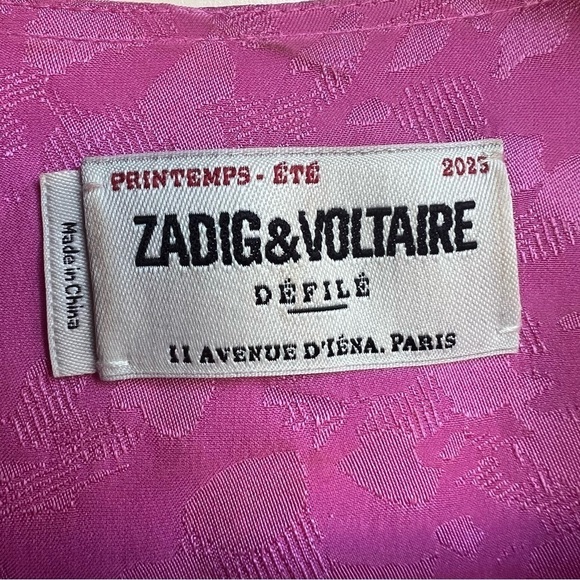 PRINTEMPS - ÉTÉ 2023
ZADIG&VOLTAIRE
DÉFILÉ
11 AVENUE D'IÉNA. PARIS
Made in China